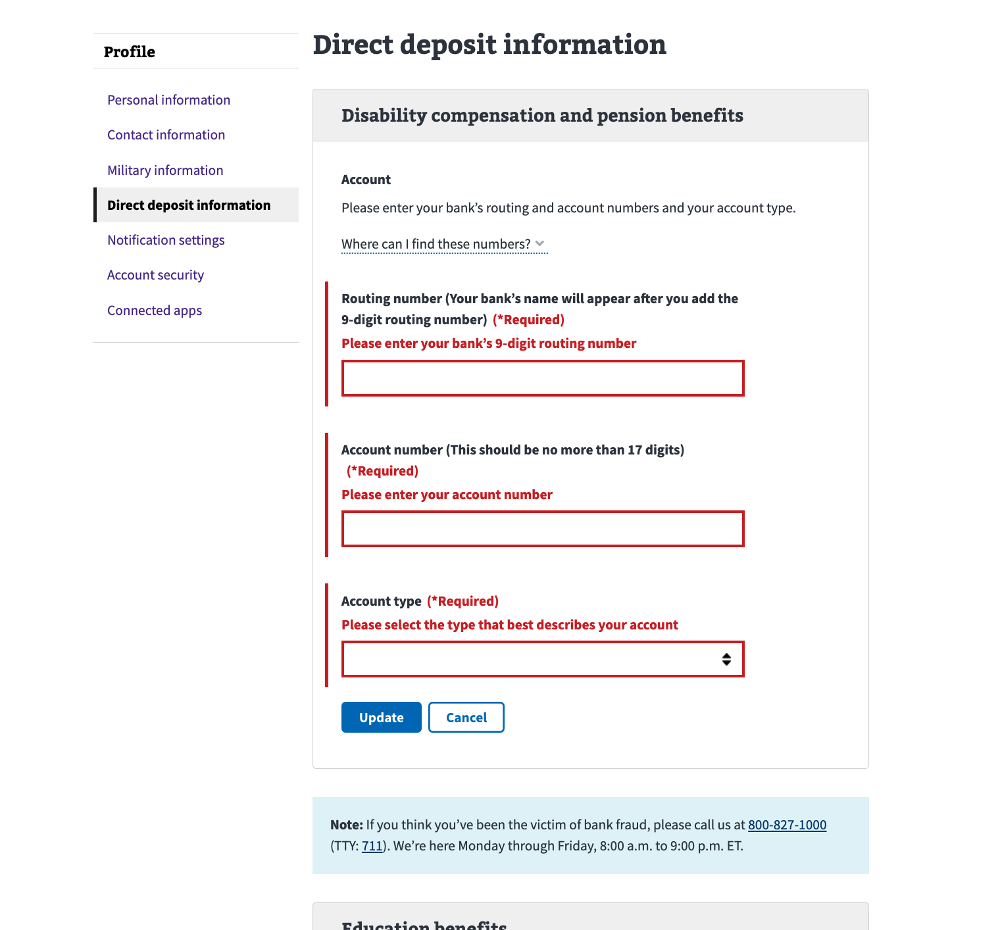 Profile
Personal information
Contact information
Military information
Direct deposit information
Notification settings
Account security
Connected apps
Direct deposit information
Disability compensation and pension benefits
Account
Please enter your bank’s routing and account numbers and your account type.
Where can I find these numbers?
Routing number (Your bank’s name will appear after you add the
9-digit routing number) (*Required)
Please enter your bank’s 9-digit routing number
Account number (This should be no more than 17 digits)
(*Required)
Please enter your account number
Account type (*Required)
Please select the type that best describes your account
Update
Cancel
Note: If you think you’ve been the victim of bank fraud, please call us at 800-827-1000
(TTY: 711). We’re here Monday through Friday, 8:00 a.m. to 9:00 p.m. ET.
Education benefits